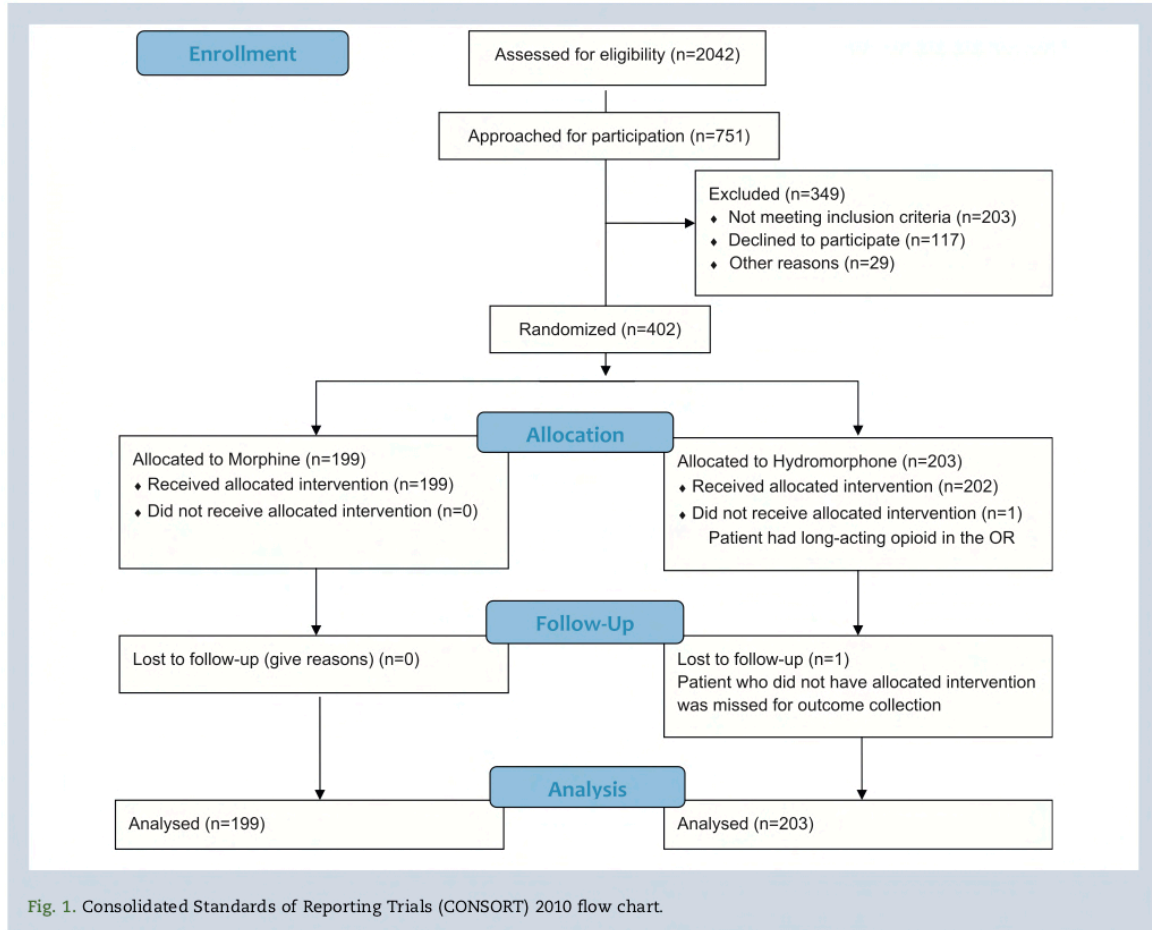 Enrollment
Assessed for eligibility (n=2042)
Approached for participation (n=751)
Excluded (n=349)
♦ Not meeting inclusion criteria (n=203)
♦ Declined to participate (n=117)
♦ Other reasons (n=29)
Randomized (n=402)
Allocation
Allocated to Morphine (n=199)
♦ Received allocated intervention (n=199)
♦ Did not receive allocated intervention (n=0)
Allocated to Hydromorphone (n=203)
♦ Received allocated intervention (n=202)
♦ Did not receive allocated intervention (n=1)
Patient had long-acting opioid in the OR
Follow-Up
Lost to follow-up (give reasons) (n=0)
Lost to follow-up (n=1)
Patient who did not have allocated intervention
was missed for outcome collection
Analysis
Analysed (n=199)
Analysed (n=203)
Fig. 1. Consolidated Standards of Reporting Trials (CONSORT) 2010 flow chart.